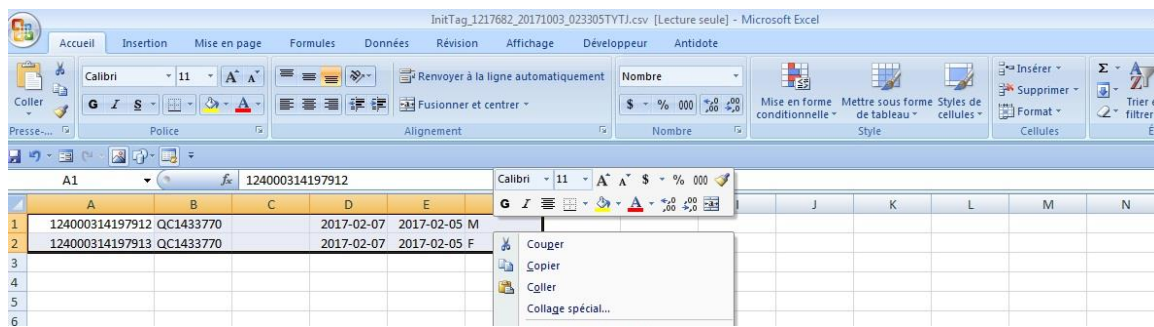 InitTag_1217682_20171003_023305TYTJ.csv [Lecture seule] - Microsoft Excel
Accueil Insertion Mise en page Formules Données Révision Affichage Développeur Antidote
Coller
Calibri 11 A A
G I S A
Presse-... Police
Renvoyer à la ligne automatiquement
Fusionner et centrer
Alignement
Nombre
$ % 000 ,00 ,00
Nombre
Mise en forme conditionnelle
Mettre sous forme de tableau
Styles de cellules
Style
Insérer
Supprimer
Format
Cellules
Σ
Trier
filtrer
A1 fx 124000314197912
Calibri 11 A A $ % 000
G I A
A B C D E J K L M N
1 124000314197912 QC1433770 2017-02-07 2017-02-05 M
2 124000314197913 QC1433770 2017-02-07 2017-02-05 F
3
4
5
6
Couper
Copier
Coller
Collage spécial...